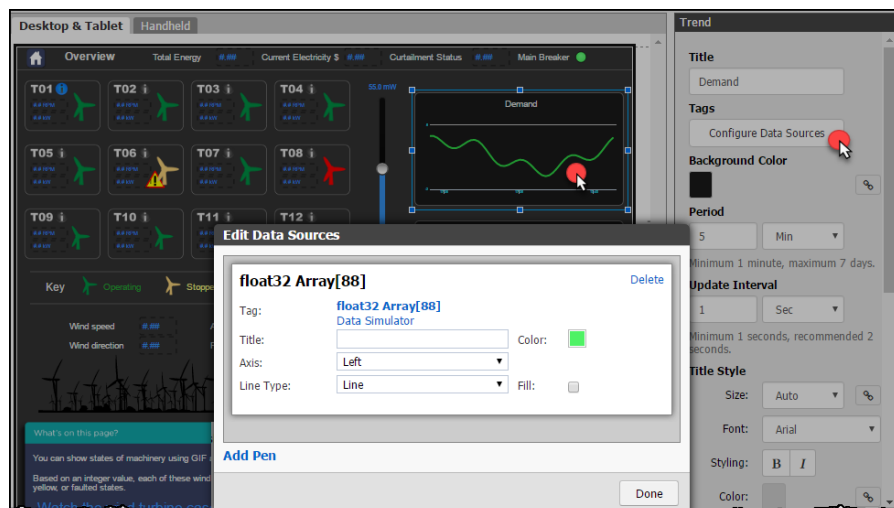 Desktop & Tablet Handheld
Overview Total Energy #.## Current Electricity $ #.## Curtailment Status #.## Main Breaker
T01 T02 T03 T04
55.0 mW
Demand
T05 T06 T07 T08
T09 T10 T11 T12
Key Operating Stoppe
Wind speed #.##
Wind direction #.##
What's on this page?
You can show states of machinery using GIF
Based on an integer value, each of these wind
yellow, or faulted states.
Edit Data Sources
float32 Array[88] Delete
Tag: float32 Array[88]
Data Simulator
Title: Color:
Axis: Left
Line Type: Line Fill:
Add Pen
Done
Trend
Title
Demand
Tags
Configure Data Sources
Background Color
Period
5 Min
Minimum 1 minute, maximum 7 days.
Update Interval
1 Sec
Minimum 1 seconds, recommended 2
seconds.
Title Style
Size: Auto
Font: Arial
Styling: B I
Color: